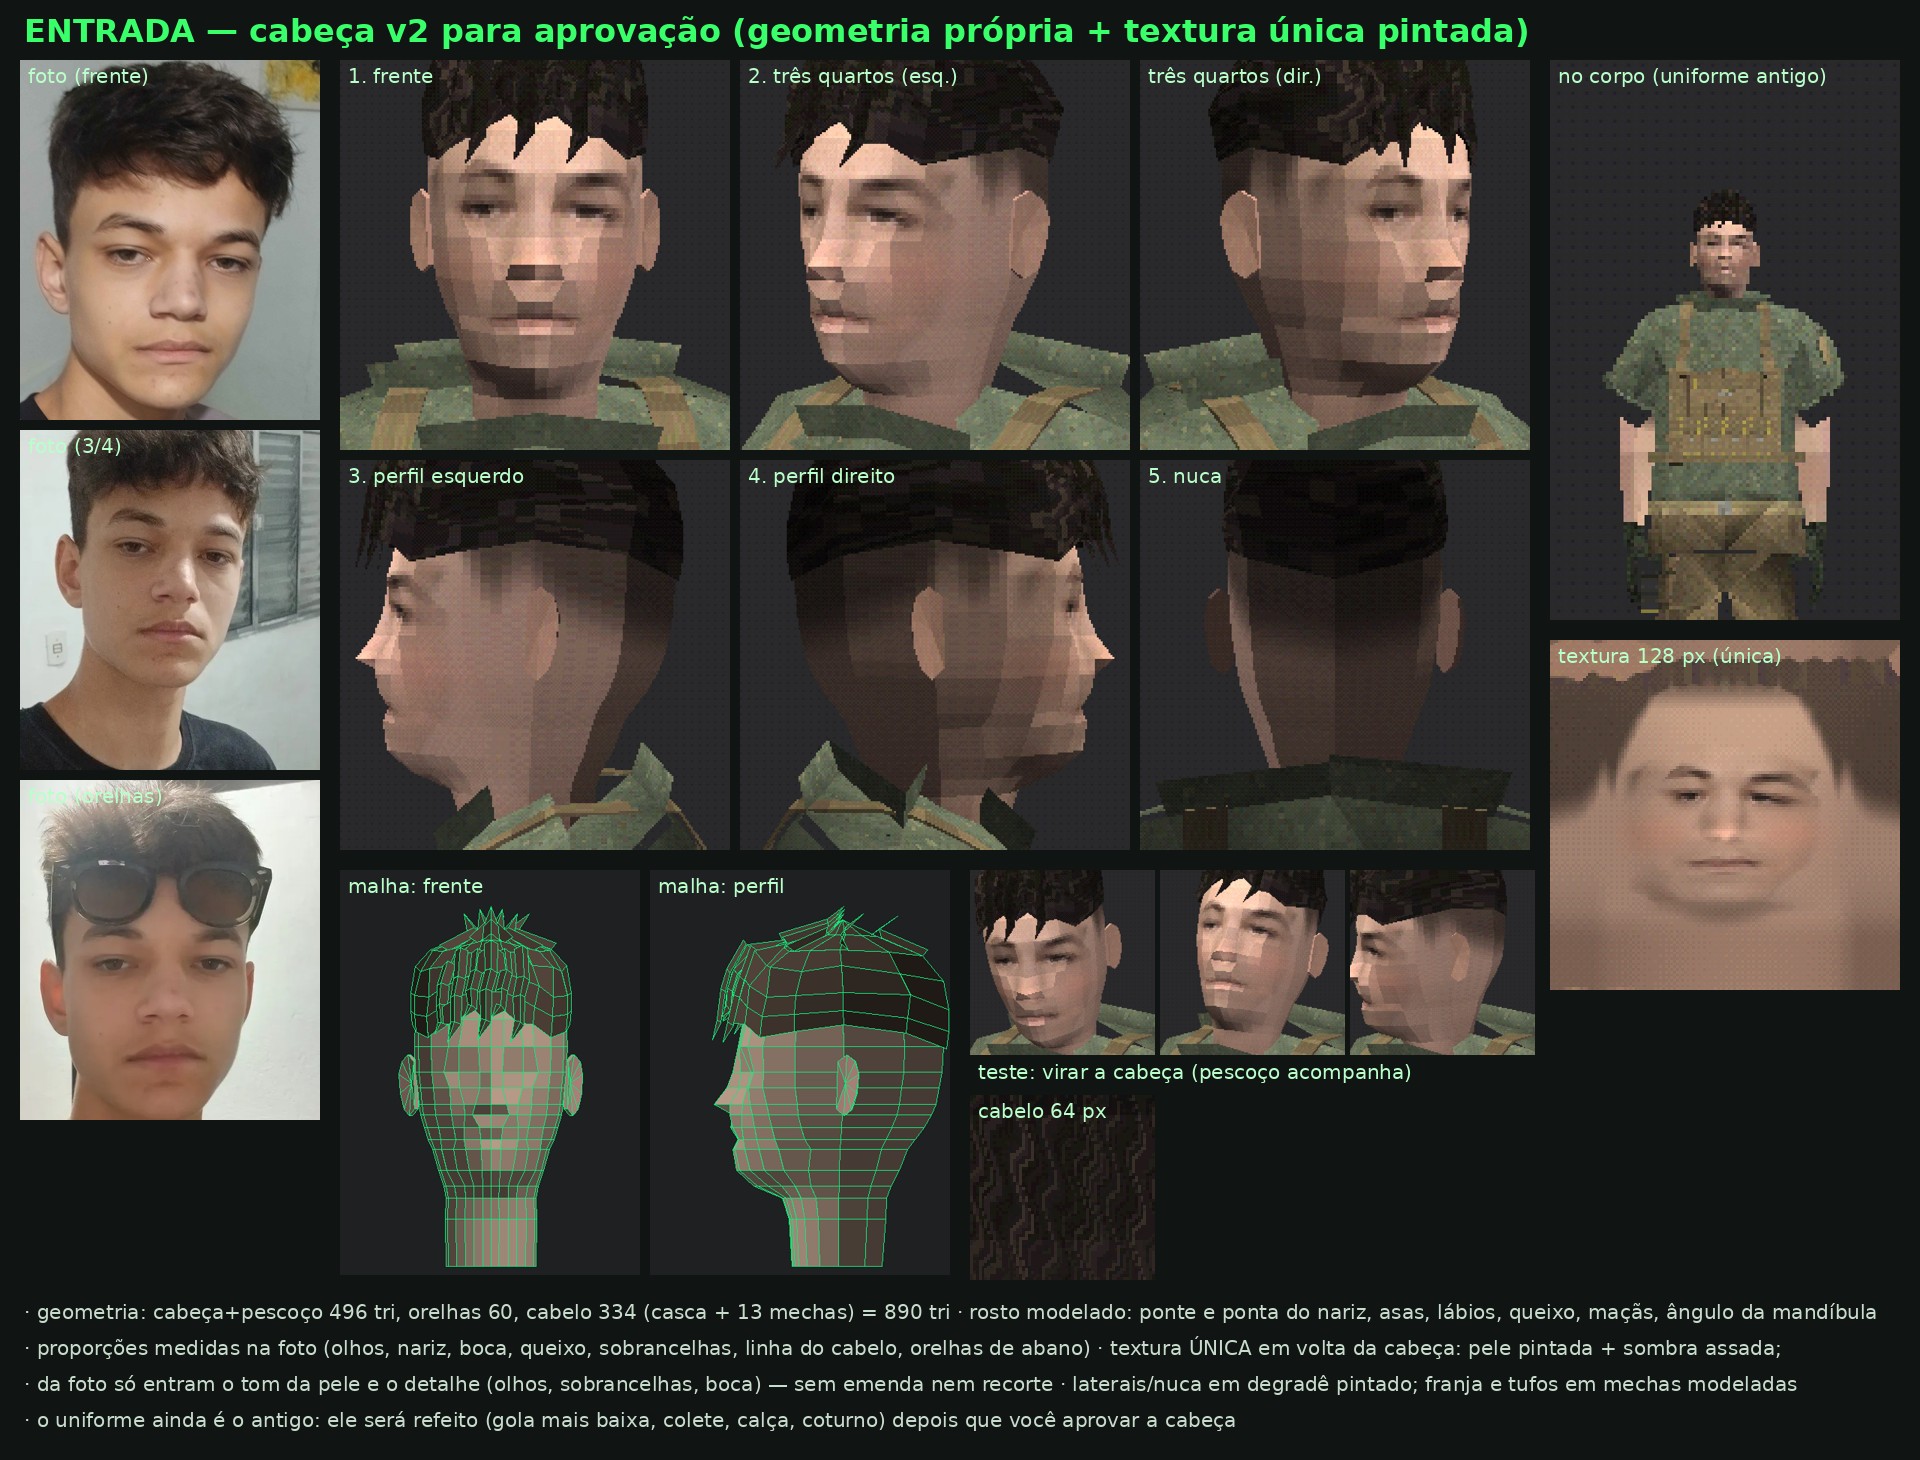 ENTRADA — cabeça v2 para aprovação (geometria própria + textura única pintada)
foto (frente)
1. frente
2. três quartos (esq.)
três quartos (dir.)
no corpo (uniforme antigo)
foto (3/4)
3. perfil esquerdo
4. perfil direito
5. nuca
textura 128 px (única)
foto (orelhas)
malha: frente
malha: perfil
teste: virar a cabeça (pescoço acompanha)
cabelo 64 px
· geometria: cabeça+pescoço 496 tri, orelhas 60, cabelo 334 (casca + 13 mechas) = 890 tri · rosto modelado: ponte e ponta do nariz, asas, lábios, queixo, maçãs, ângulo da mandíbula
· proporções medidas na foto (olhos, nariz, boca, queixo, sobrancelhas, linha do cabelo, orelhas de abano) · textura ÚNICA em volta da cabeça: pele pintada + sombra assada;
· da foto só entram o tom da pele e o detalhe (olhos, sobrancelhas, boca) — sem emenda nem recorte · laterais/nuca em degradê pintado; franja e tufos em mechas modeladas
· o uniforme ainda é o antigo: ele será refeito (gola mais baixa, colete, calça, coturno) depois que você aprovar a cabeça